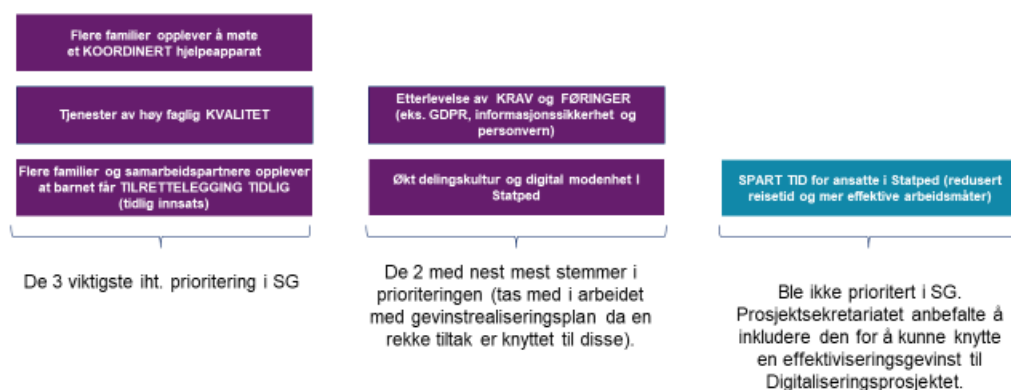 Flere familier opplever å møte
et KOORDINERT hjelpeapparat
Tjenester av høy faglig KVALITET
Flere familier og samarbeidspartnere opplever
at barnet får TILRETTELEGGING TIDLIG
(tidlig innsats)
De 3 viktigste iht. prioritering i SG
Etterlevelse av KRAV og FØRINGER
(eks. GDPR, informasjonssikkerhet og
personvern)
Økt delingskultur og digital modenhet I
Statped
De 2 med nest mest stemmer i
prioriteringen (tas med i arbeidet
med gevinstrealiseringsplan da en
rekke tiltak er knyttet til disse).
SPART TID for ansatte i Statped (redusert
reisetid og mer effektive arbeidsmåter)
Ble ikke prioritert i SG.
Prosjektsekretariatet anbefalte å
inkludere den for å kunne knytte
en effektiviseringsgevinst til
Digitaliseringsprosjektet.